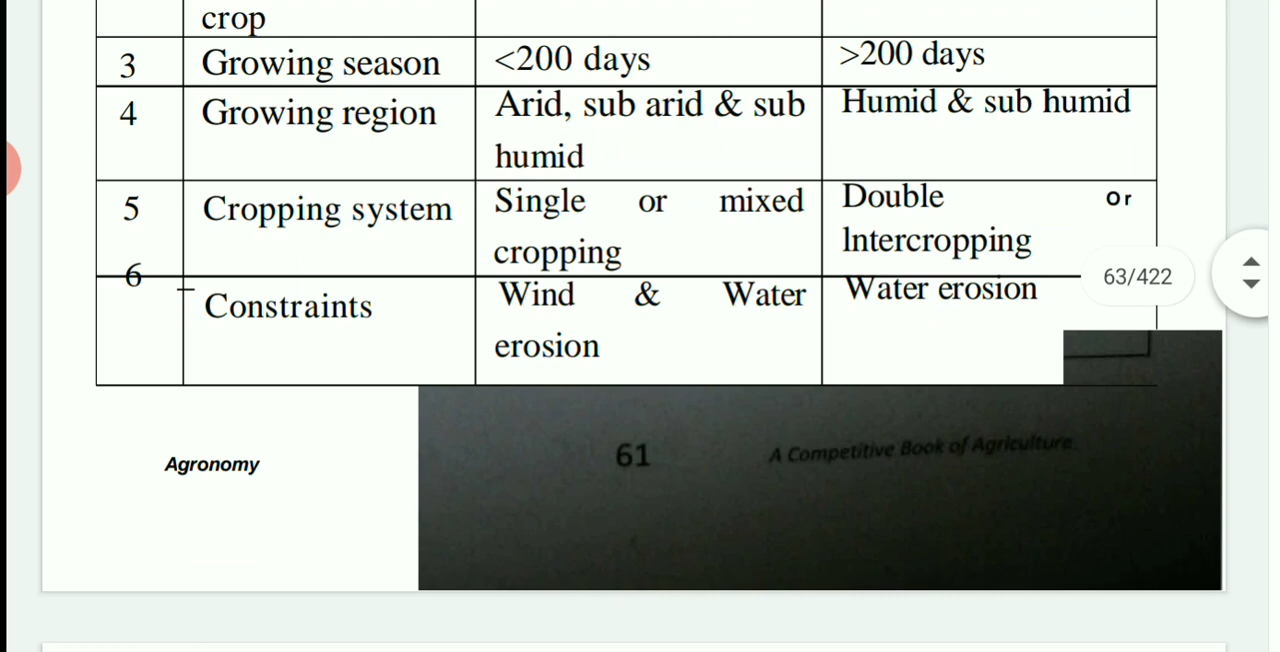 crop
3 Growing season <200 days >200 days
4 Growing region Arid, sub arid & sub Humid & sub humid
humid
5 Cropping system Single or mixed Double or
cropping Intercropping
6
Constraints Wind & Water Water erosion
erosion
63/422
Agronomy 61 A Competitive Book of Agriculture